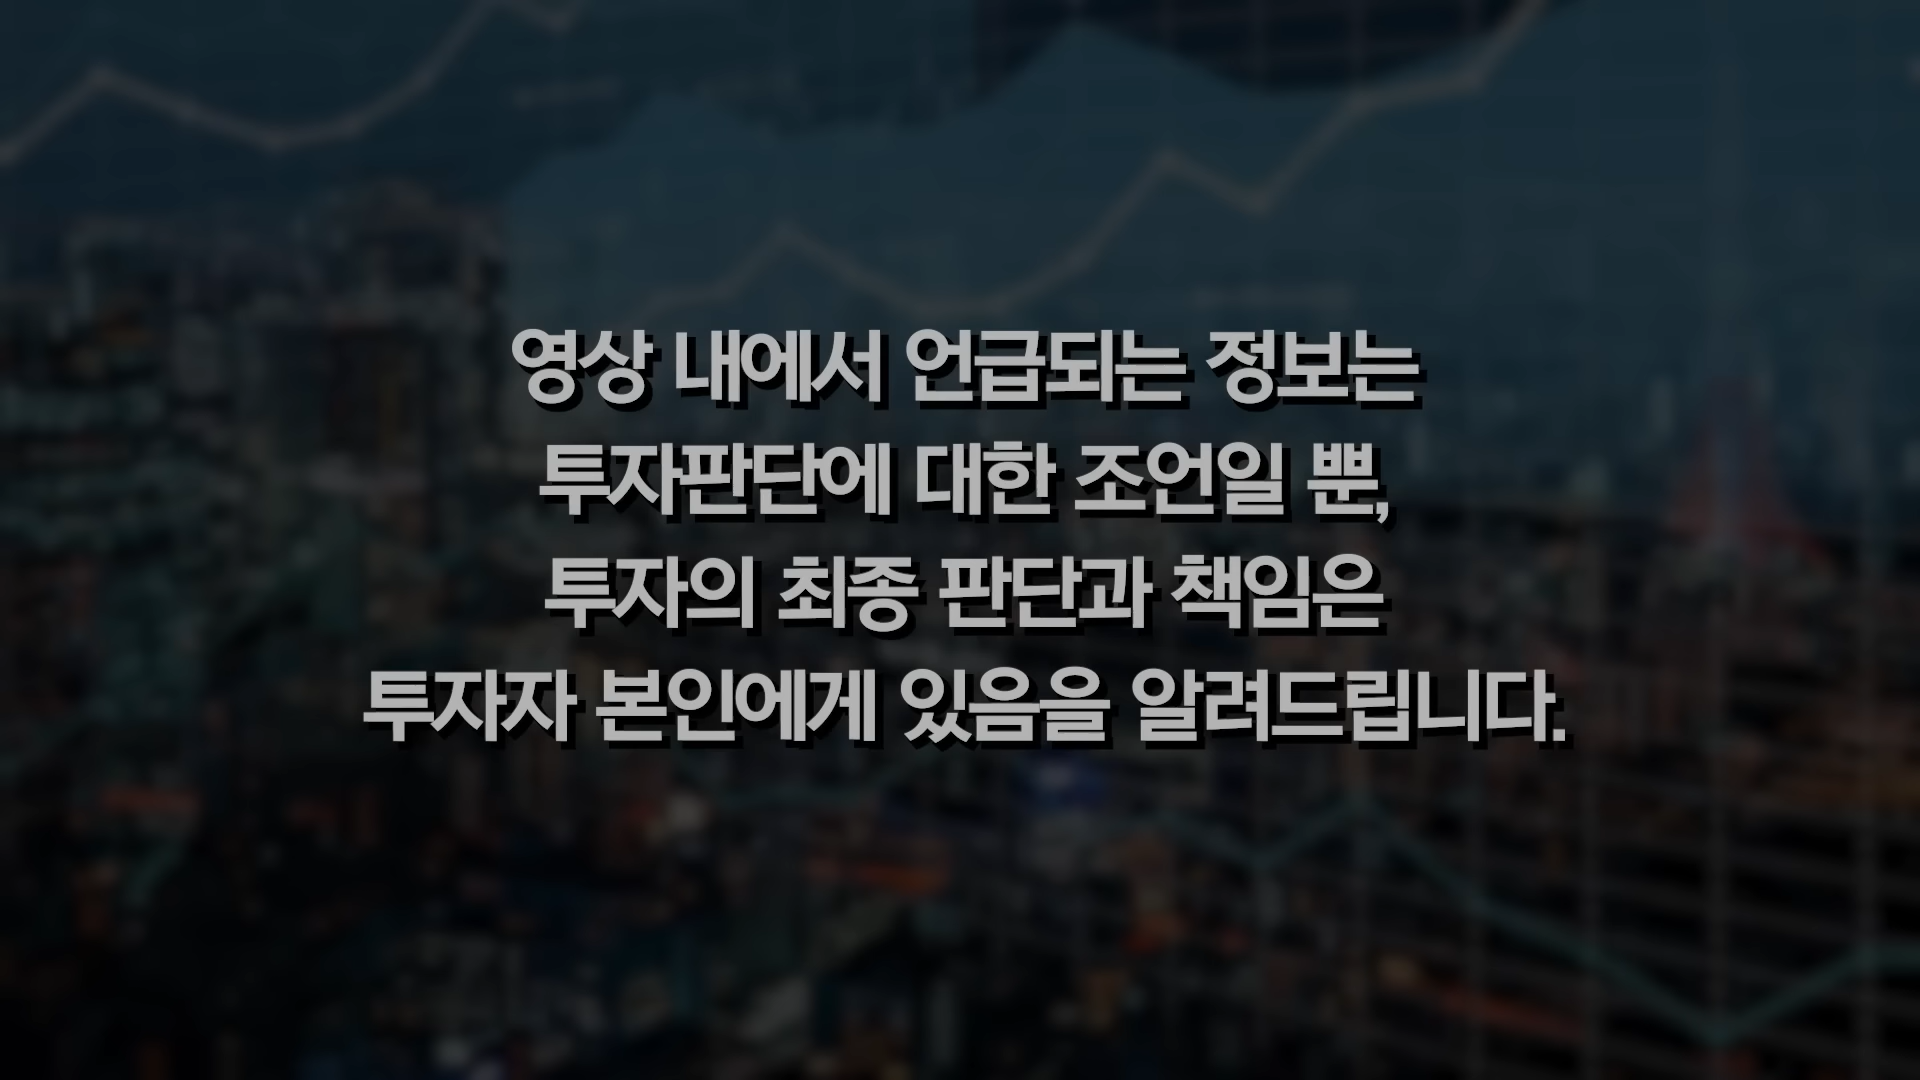 영상 내에서 언급되는 정보는
투자판단에 대한 조언일 뿐,
투자의 최종 판단과 책임은
투자자 본인에게 있음을 알려드립니다.